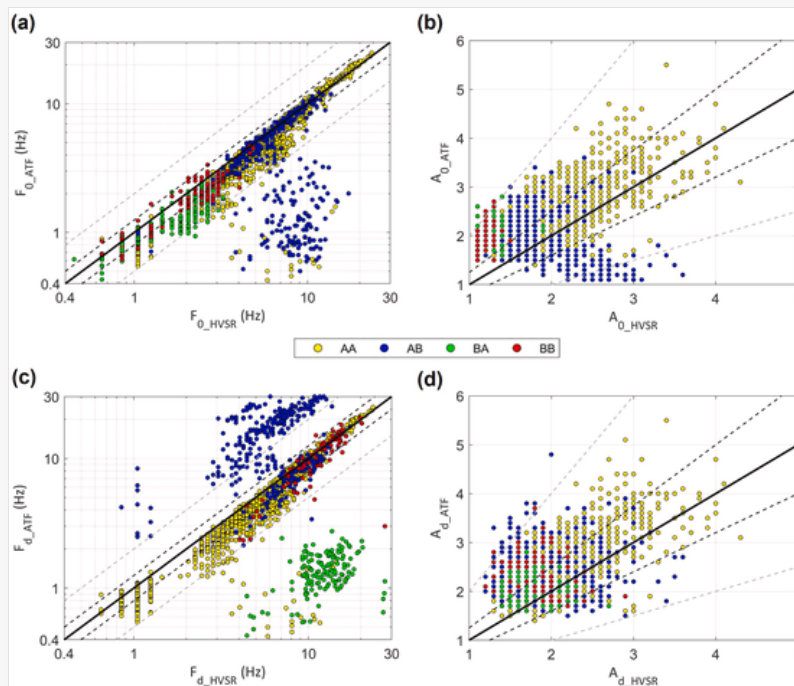 (a)
30
10
1
0.4
F0_ATF (Hz)
0.4
1
10
30
F0_HVSR (Hz)
(b)
6
5
4
3
2
1
A0_ATF
1
2
3
4
A0_HVSR
AA AB BA BB
(c)
30
10
1
0.4
Fd_ATF (Hz)
0.4
1
10
30
Fd_HVSR (Hz)
(d)
6
5
4
3
2
1
Ad_ATF
1
2
3
4
Ad_HVSR